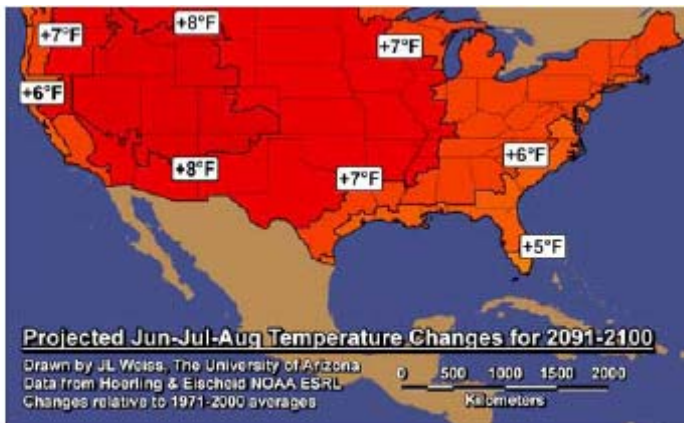 +8°F
+7°F
+7°F
+6°F
+6°F
+8°F
+7°F
+5°F
Projected Jun-Jul-Aug Temperature Changes for 2091-2100
Drawn by JL Weiss, The University of Arizona
Data from Hoerling & Eischeid NOAA ESRL
Changes relative to 1971-2000 averages
0 500 1000 1500 2000
Kilometers